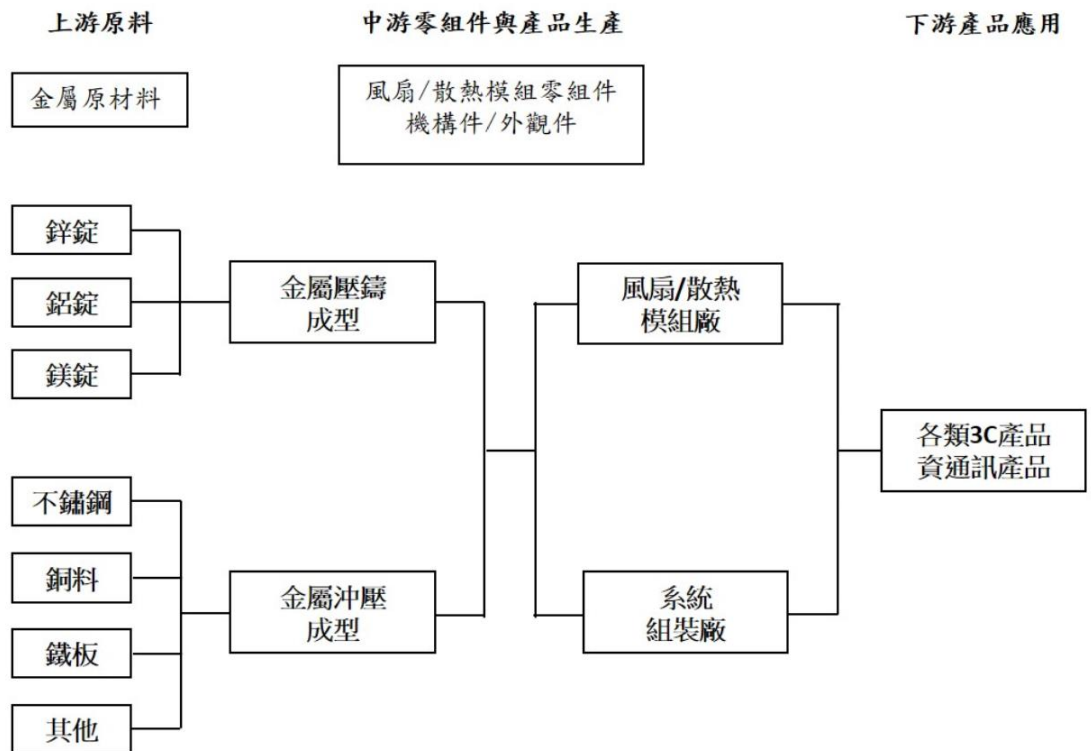 上游原料
中游零組件與產品生產
下游產品應用
金屬原材料
風扇/散熱模組零組件
機構件/外觀件
鋅錠
鋁錠
鎂錠
金屬壓鑄
成型
風扇/散熱
模組廠
各類3C產品
資通訊產品
不鏽鋼
銅料
鐵板
其他
金屬沖壓
成型
系統
組裝廠